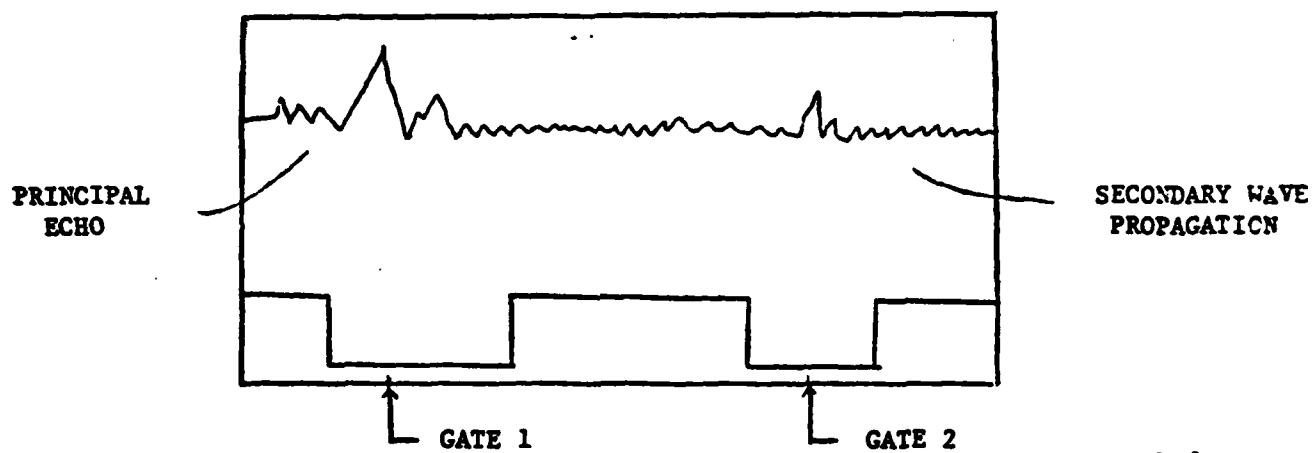 PRINCIPAL
ECHO
SECONDARY WAVE
PROPAGATION
GATE 1
GATE 2